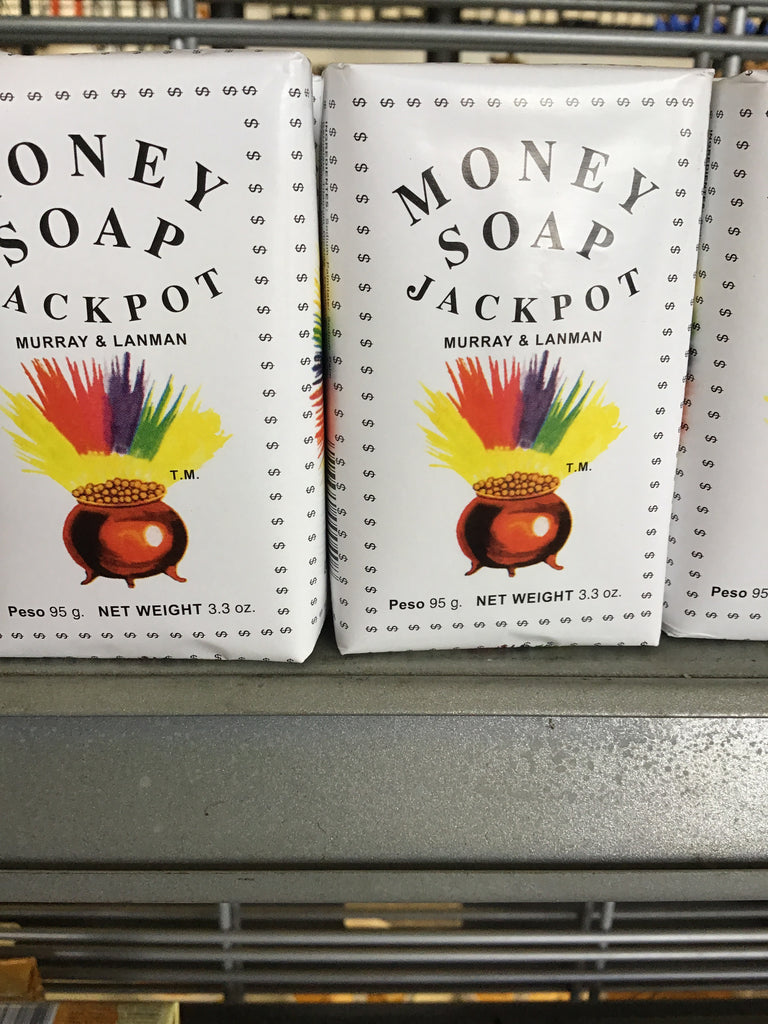 ONEY
SOAP
ACKPOT
MURRAY & LANMAN
T.M.
Peso 95 g. NET WEIGHT 3.3 oz.
MONEY
SOAP
JACKPOT
MURRAY & LANMAN
T.M.
Peso 95 g. NET WEIGHT 3.3 oz.
Peso 95